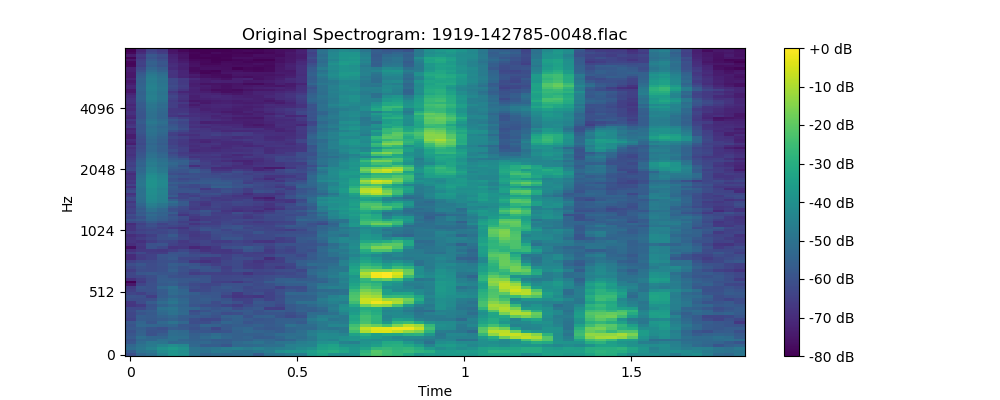 Original Spectrogram: 1919-142785-0048.flac
Hz
4096
2048
1024
512
0
0
0.5
1
1.5
Time
+0 dB
-10 dB
-20 dB
-30 dB
-40 dB
-50 dB
-60 dB
-70 dB
-80 dB